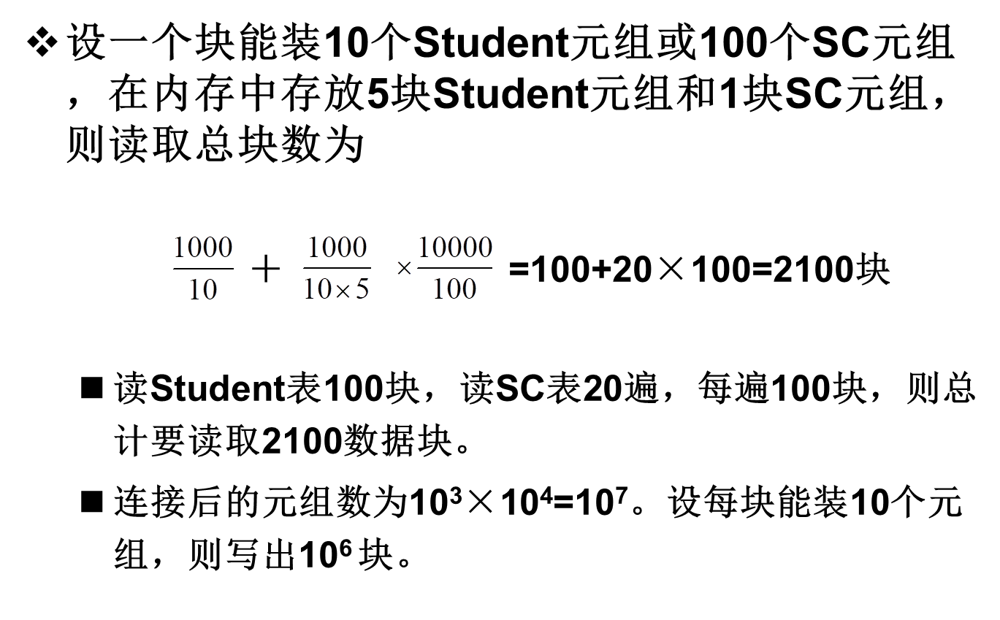 ❖设一个块能装10个Student元组或100个SC元组
，在内存中存放5块Student元组和1块SC元组，
则读取总块数为
1000/10 + 1000/(10×5) × 10000/100 =100+20×100=2100块
■ 读Student表100块，读SC表20遍，每遍100块，则总
计要读取2100数据块。
■ 连接后的元组数为10³×10⁴=10⁷。设每块能装10个元
组，则写出10⁶块。